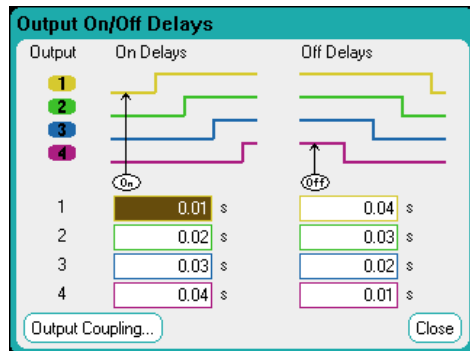 Output On/Off Delays
Output On Delays Off Delays
1
2
3
4
On Off
1 0.01 s 0.04 s
2 0.02 s 0.03 s
3 0.03 s 0.02 s
4 0.04 s 0.01 s
Output Coupling... Close